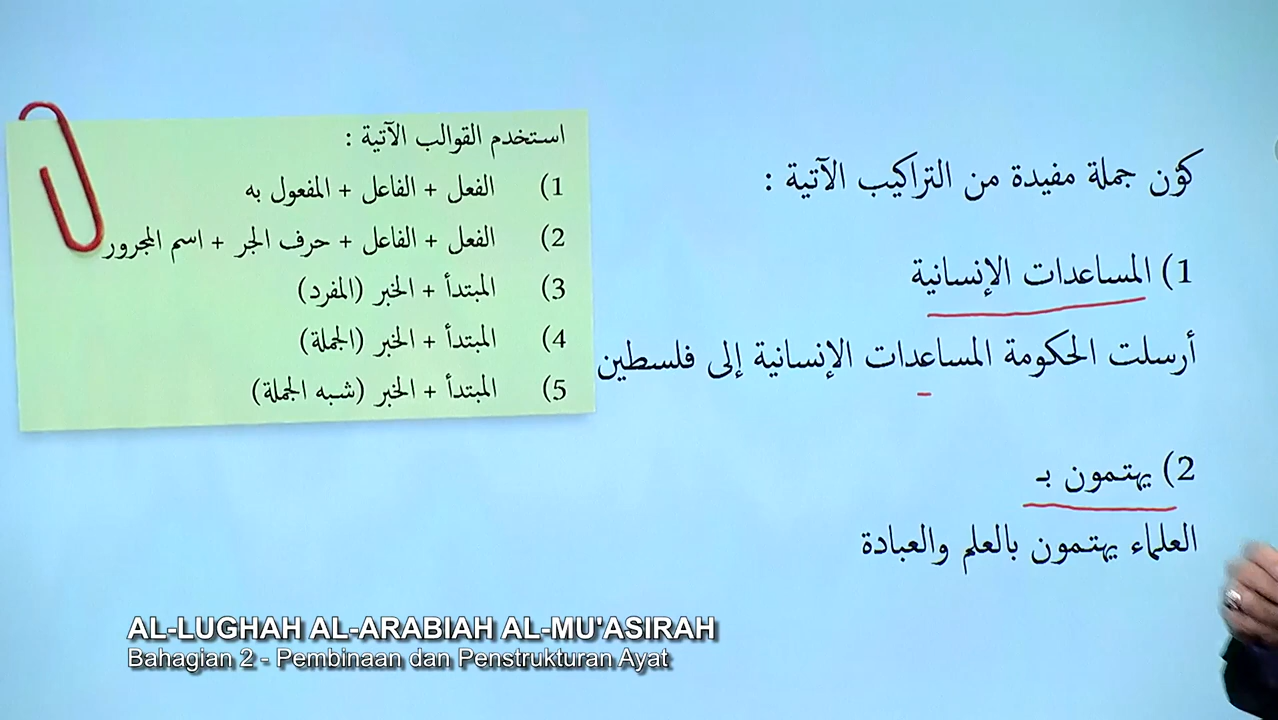 كوّن جملة مفيدة من التراكيب الآتية :
1) المساعدات الإنسانية
أرسلت الحكومة المساعدات الإنسانية إلى فلسطين
2) يهتمون بـ
العلماء يهتمون بالعلم والعبادة
استخدم القوالب الآتية :
1) الفعل + الفاعل + المفعول به
2) الفعل + الفاعل + حرف الجر + اسم المجرور
3) المبتدأ + الخبر (المفرد)
4) المبتدأ + الخبر (الجملة)
5) المبتدأ + الخبر (شبه الجملة)
AL-LUGHAH AL-ARABIAH AL-MU'ASIRAH
Bahagian 2 - Pembinaan dan Penstrukturan Ayat